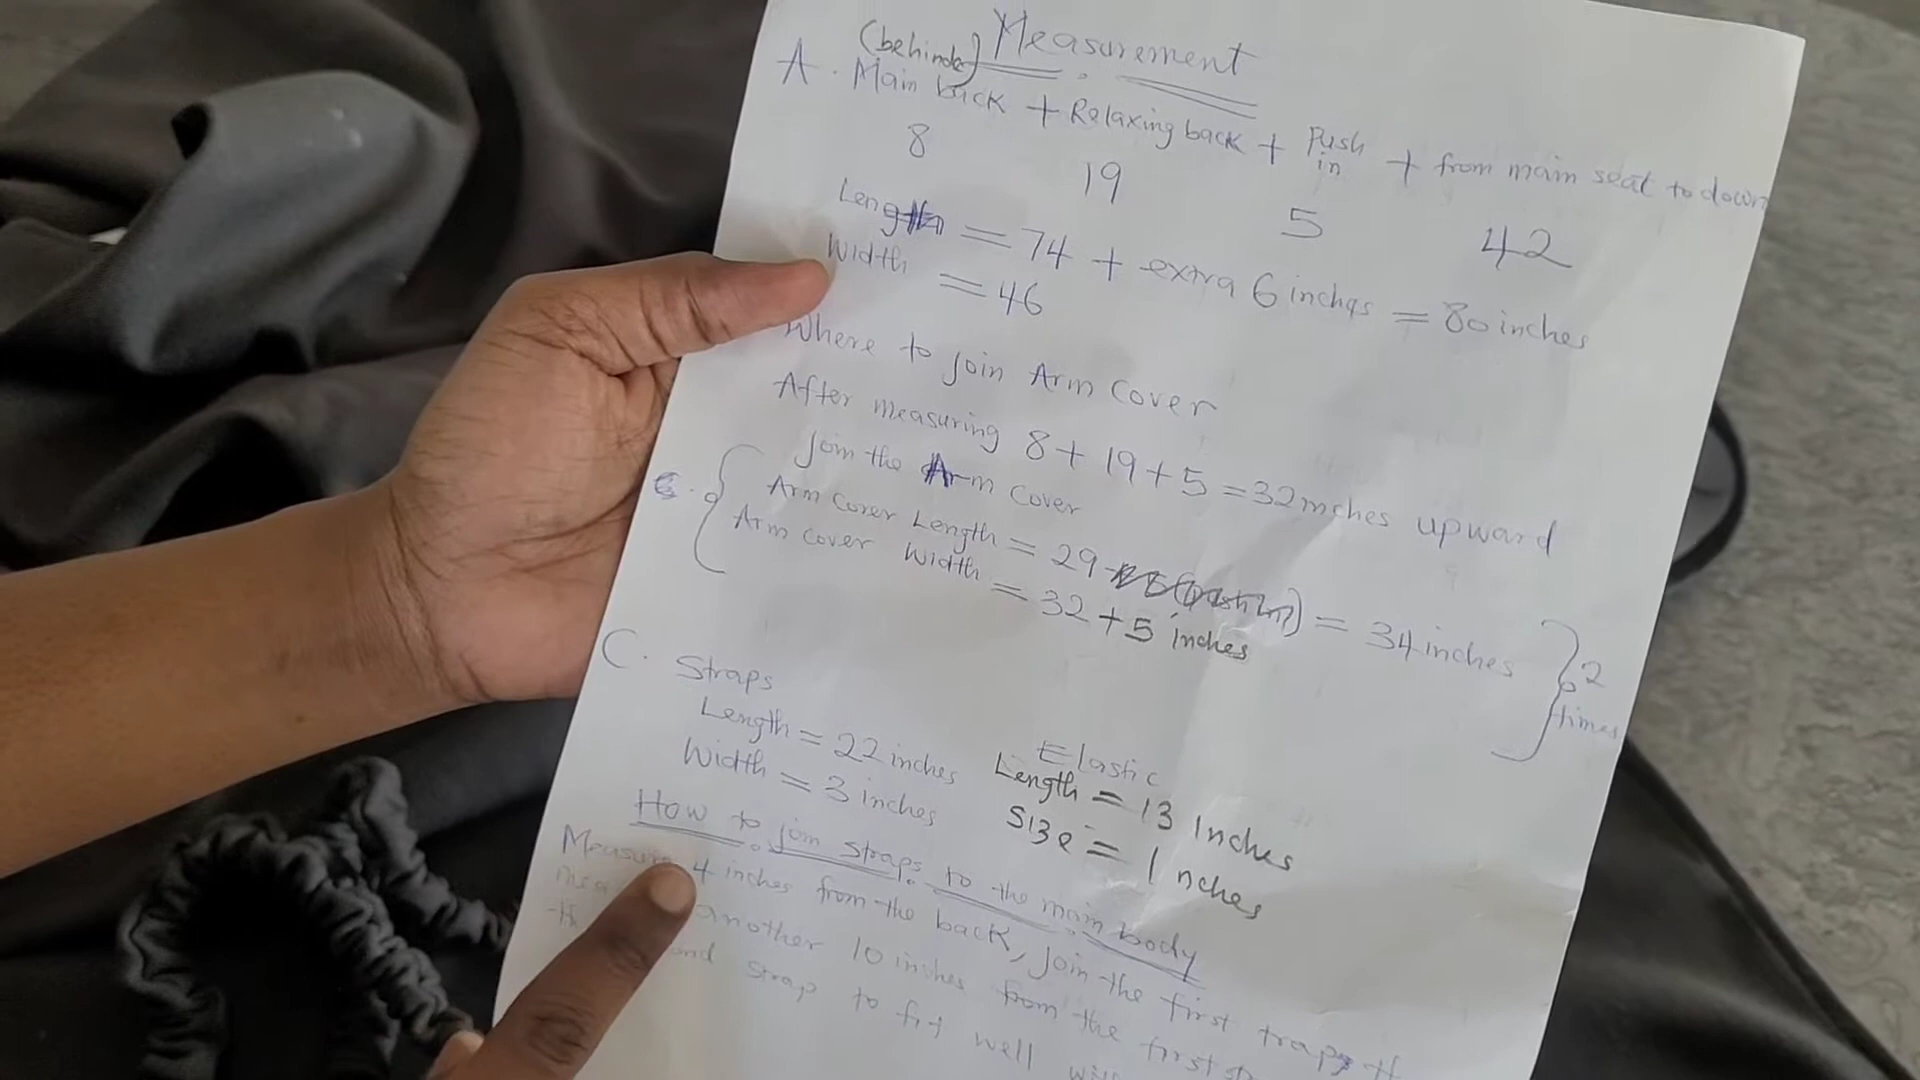 Measurement
(behind)
A. Main back + Relaxing back + Push in + from main seat to down
8 19 5 42
Length = 74 + extra 6 inches = 80 inches
Width = 46
Where to join Arm Cover
After measuring 8 + 19 + 5 = 32 inches upward
Join the Arm Cover
Arm Cover Length = 29 = 34 inches
Arm cover Width = 32 + 5 inches
2 times
C. Straps
Length = 22 inches
Width = 3 inches
Elastic
Length = 13 Inches
Size = 1 nches
How to join straps to the main body
Measure 4 inches from the back, join the first
another 10 inches from the first
strap to fit well